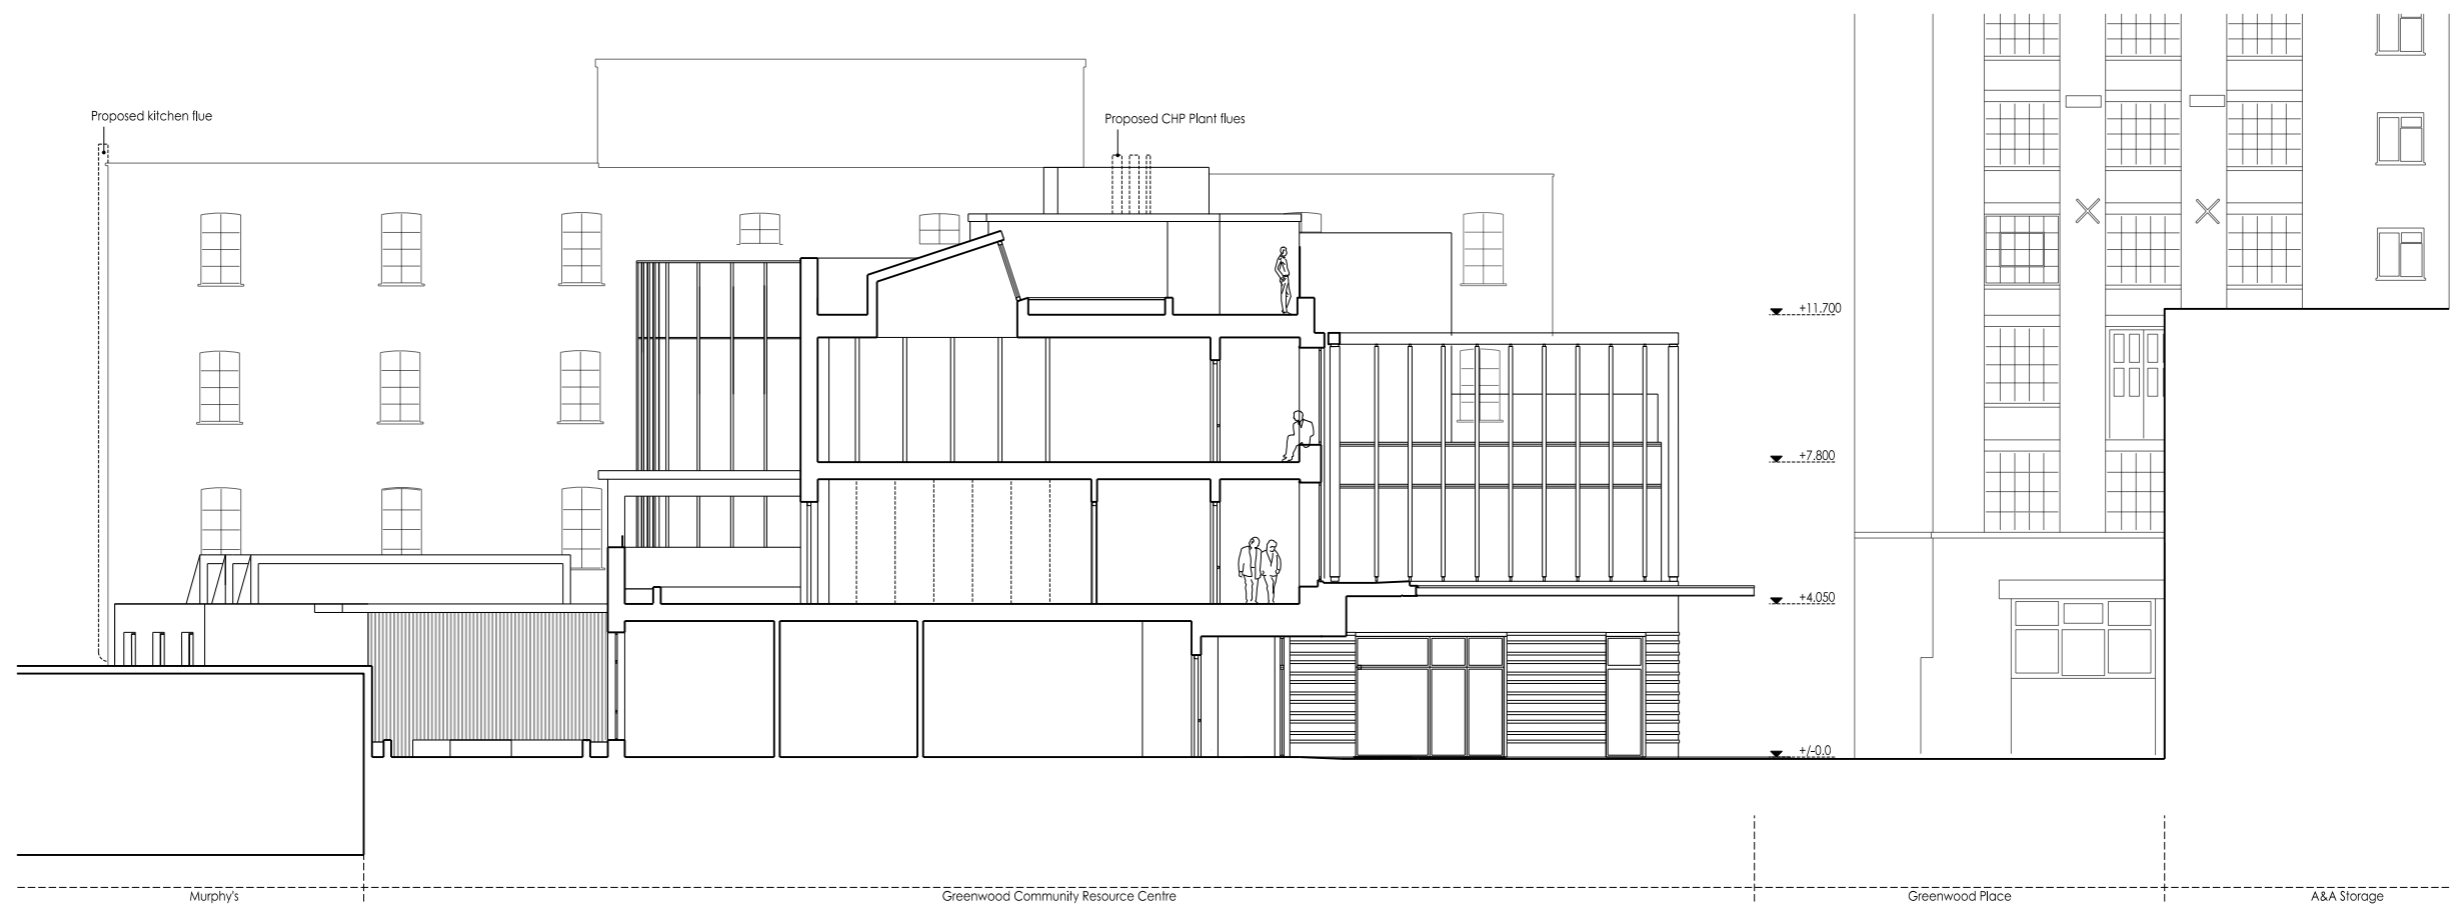 Proposed kitchen flue
Proposed CHP Plant flues
+11.700
+7.800
+4.050
+/-0.0
Murphy's
Greenwood Community Resource Centre
Greenwood Place
A&A Storage